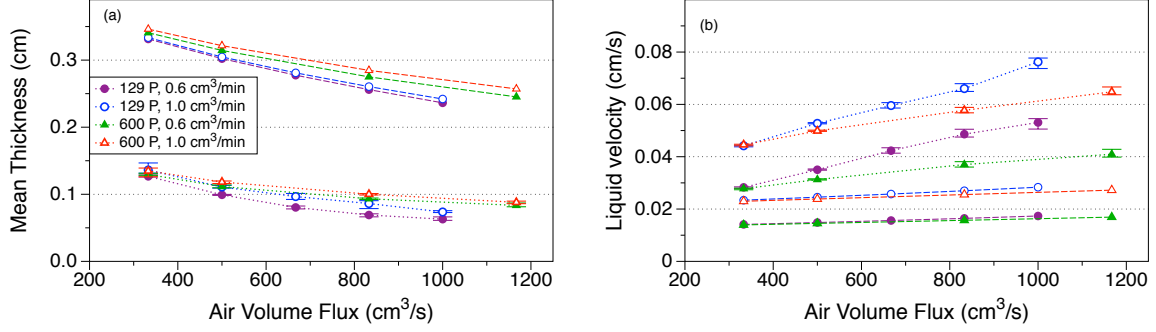 (a)
Mean Thickness (cm)
0.3
0.2
0.1
0.0
129 P, 0.6 cm³/min
129 P, 1.0 cm³/min
600 P, 0.6 cm³/min
600 P, 1.0 cm³/min
200 400 600 800 1000 1200
Air Volume Flux (cm³/s)
(b)
Liquid velocity (cm/s)
0.08
0.06
0.04
0.02
0.00
200 400 600 800 1000 1200
Air Volume Flux (cm³/s)